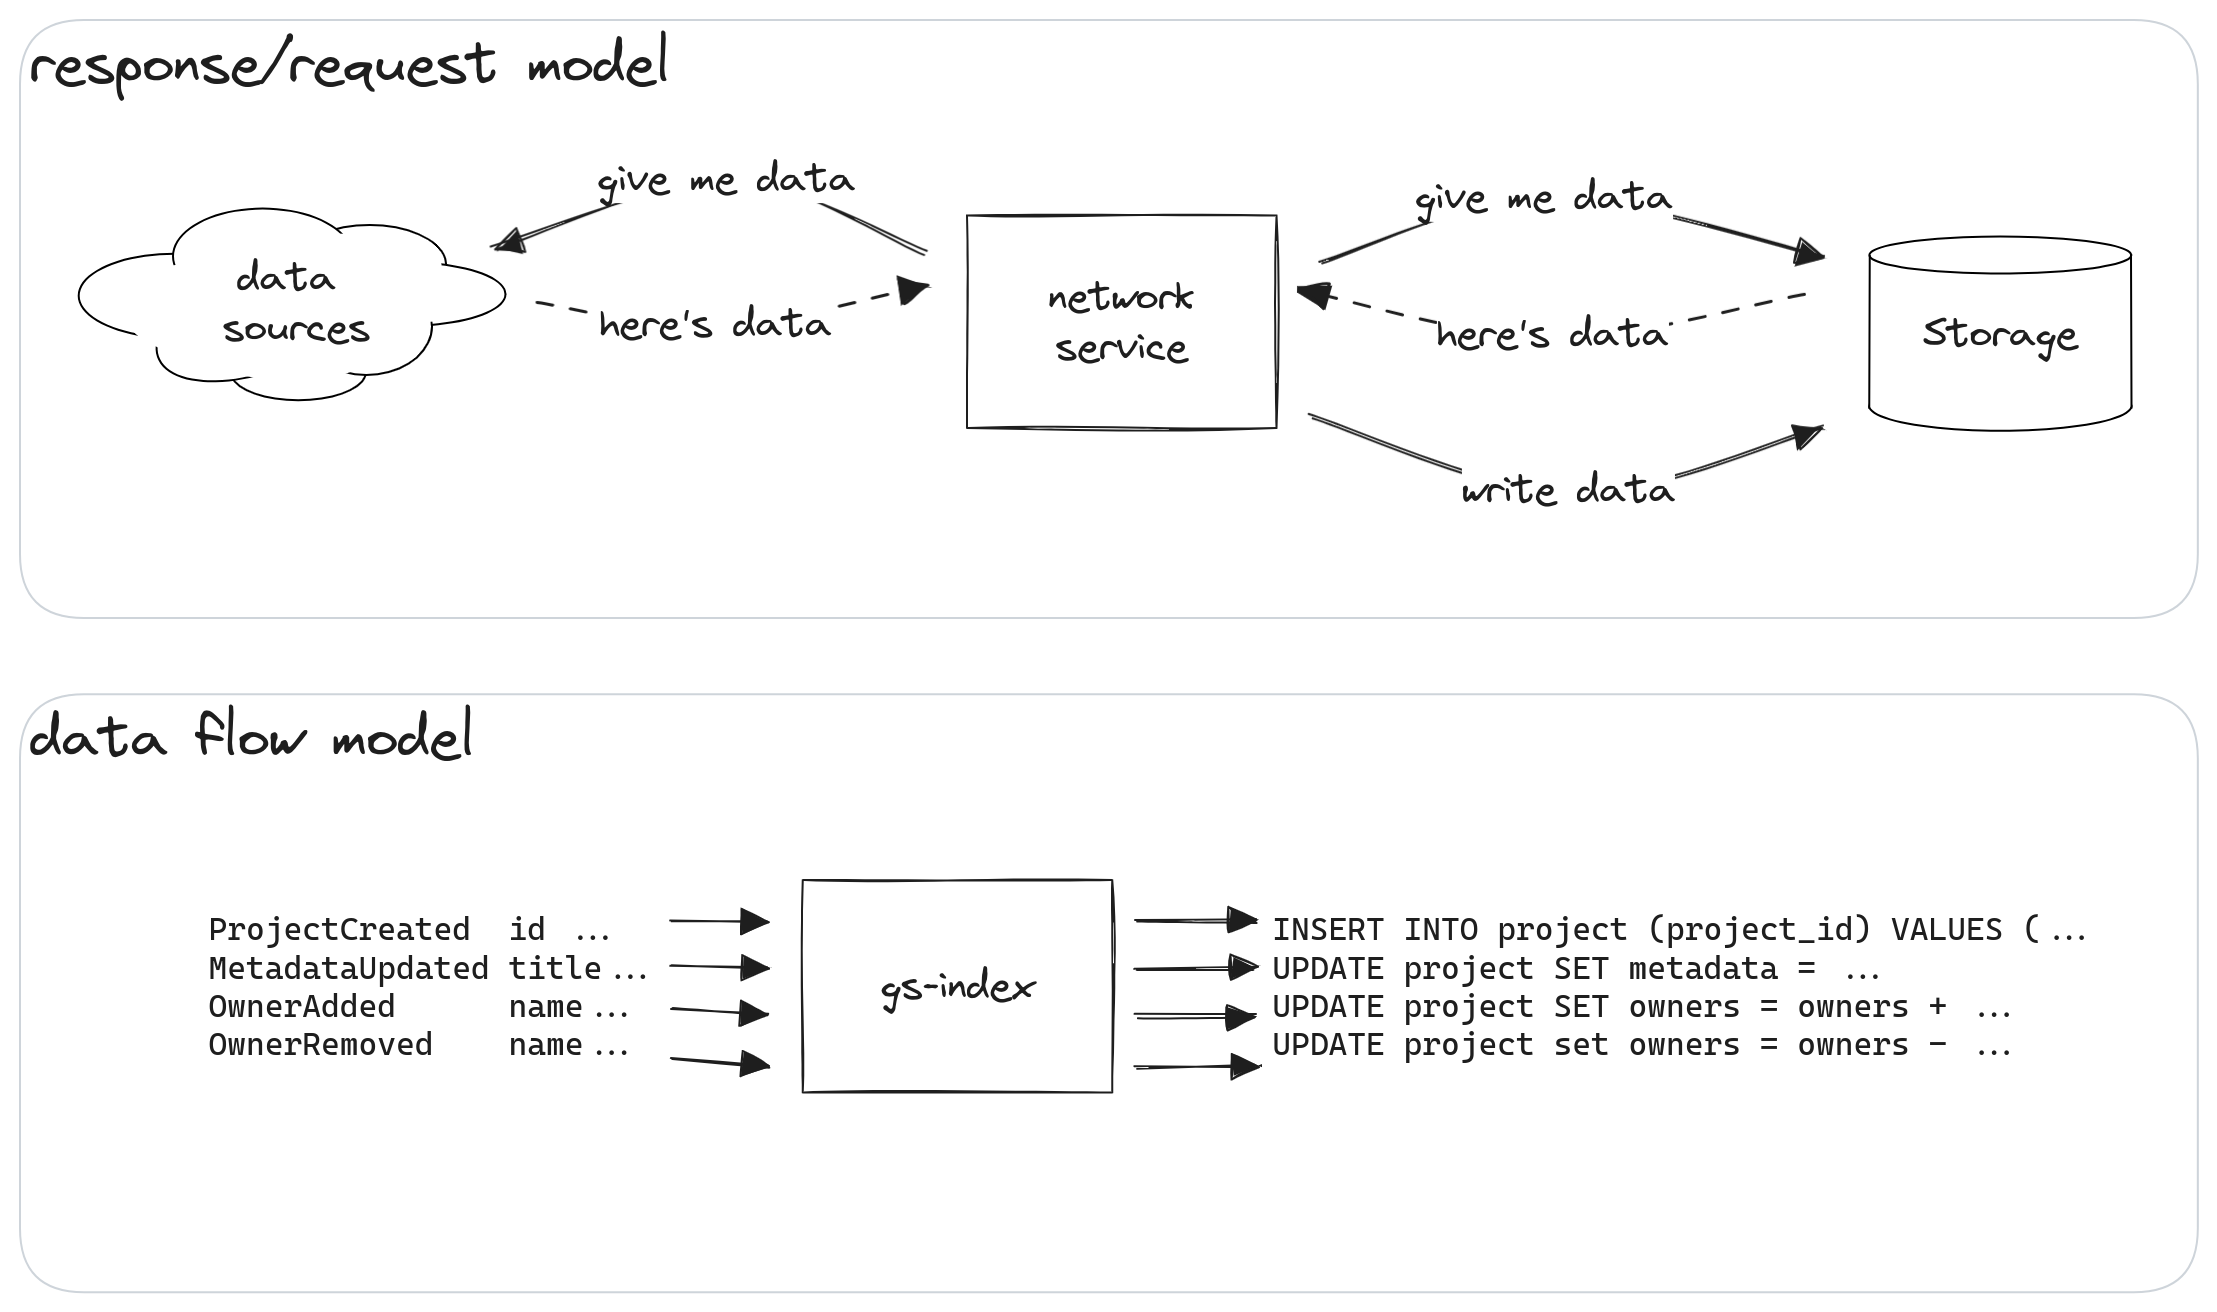 response/request model
give me data
give me data
data
sources
network
service
here's data
here's data
Storage
write data
data flow model
ProjectCreated id ...
MetadataUpdated title ...
OwnerAdded name ...
OwnerRemoved name ...
gs-index
INSERT INTO project (project_id) VALUES ( ...
UPDATE project SET metadata = ...
UPDATE project SET owners = owners + ...
UPDATE project set owners = owners - ...